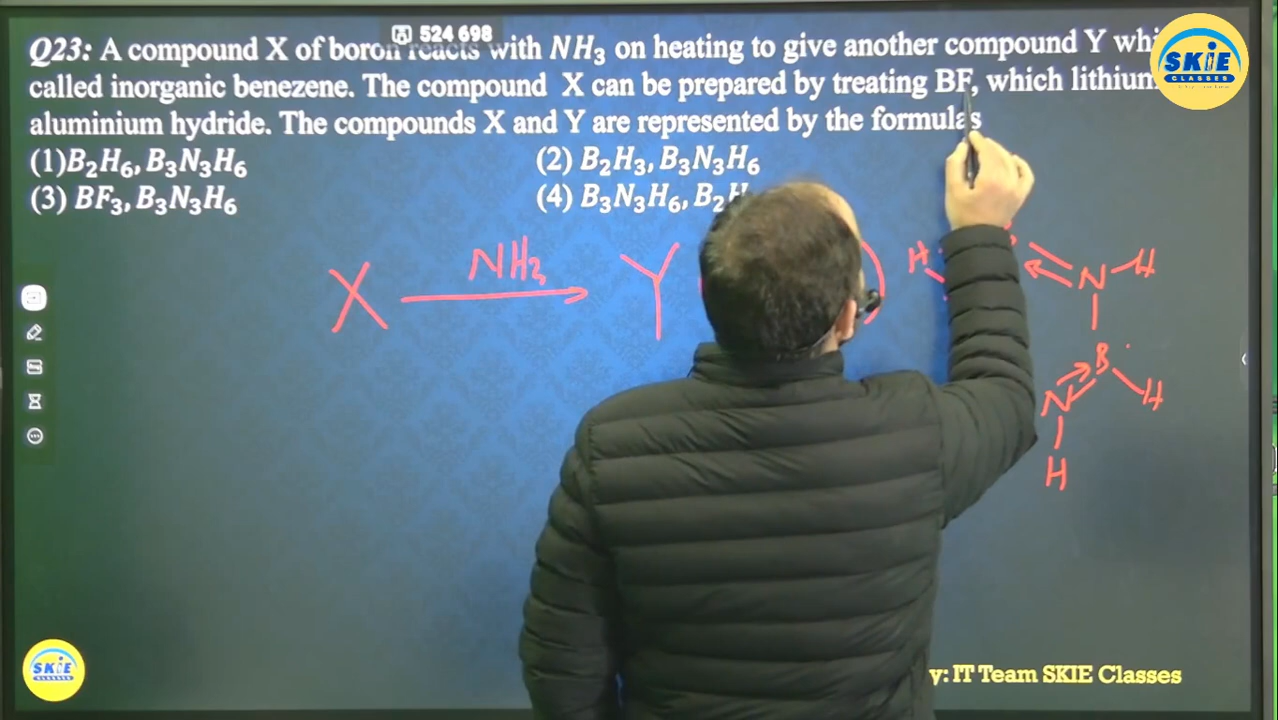 524 698
Q23: A compound X of boron reacts with NH₃ on heating to give another compound Y
called inorganic benezene. The compound X can be prepared by treating BF, which lithium
aluminium hydride. The compounds X and Y are represented by the formulas
(1)B₂H₆, B₃N₃H₆ (2) B₂H₃, B₃N₃H₆
(3) BF₃, B₃N₃H₆ (4) B₃N₃H₆,
SKiE
CLASSES
X NH₃ Y
H N H
B
N H
H
SKiE
CLASSES
y: IT Team SKIE Classes